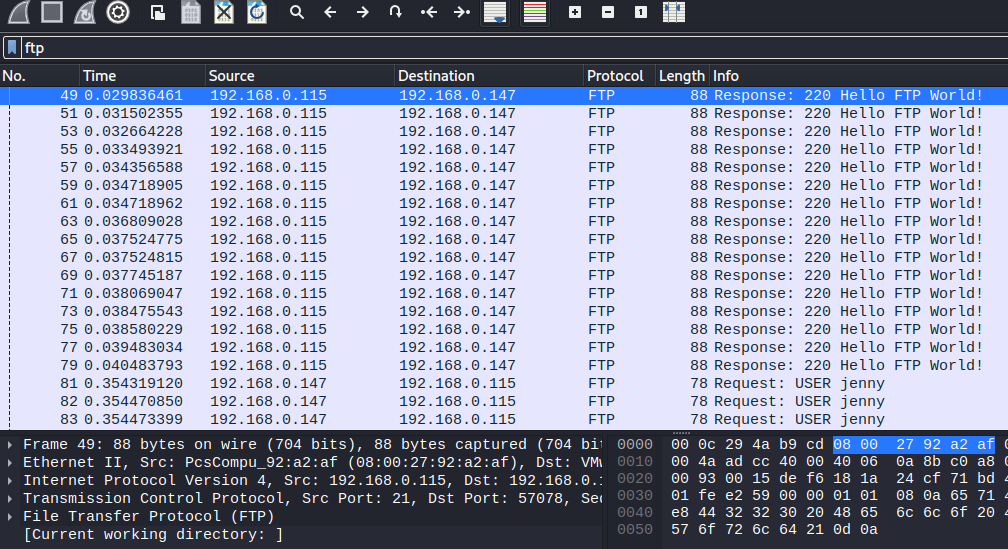 ftp
No. Time Source Destination Protocol Length Info
49 0.029836461 192.168.0.115 192.168.0.147 FTP 88 Response: 220 Hello FTP World!
51 0.031502355 192.168.0.115 192.168.0.147 FTP 88 Response: 220 Hello FTP World!
53 0.032664228 192.168.0.115 192.168.0.147 FTP 88 Response: 220 Hello FTP World!
55 0.033493921 192.168.0.115 192.168.0.147 FTP 88 Response: 220 Hello FTP World!
57 0.034356588 192.168.0.115 192.168.0.147 FTP 88 Response: 220 Hello FTP World!
59 0.034718905 192.168.0.115 192.168.0.147 FTP 88 Response: 220 Hello FTP World!
61 0.034718962 192.168.0.115 192.168.0.147 FTP 88 Response: 220 Hello FTP World!
63 0.036809028 192.168.0.115 192.168.0.147 FTP 88 Response: 220 Hello FTP World!
65 0.037524775 192.168.0.115 192.168.0.147 FTP 88 Response: 220 Hello FTP World!
67 0.037524815 192.168.0.115 192.168.0.147 FTP 88 Response: 220 Hello FTP World!
69 0.037745187 192.168.0.115 192.168.0.147 FTP 88 Response: 220 Hello FTP World!
71 0.038069047 192.168.0.115 192.168.0.147 FTP 88 Response: 220 Hello FTP World!
73 0.038475543 192.168.0.115 192.168.0.147 FTP 88 Response: 220 Hello FTP World!
75 0.038580229 192.168.0.115 192.168.0.147 FTP 88 Response: 220 Hello FTP World!
77 0.039483034 192.168.0.115 192.168.0.147 FTP 88 Response: 220 Hello FTP World!
79 0.040483793 192.168.0.115 192.168.0.147 FTP 88 Response: 220 Hello FTP World!
81 0.354319120 192.168.0.147 192.168.0.115 FTP 78 Request: USER jenny
82 0.354470850 192.168.0.147 192.168.0.115 FTP 78 Request: USER jenny
83 0.354473399 192.168.0.147 192.168.0.115 FTP 78 Request: USER jenny
Frame 49: 88 bytes on wire (704 bits), 88 bytes captured (704 bit
Ethernet II, Src: PcsCompu_92:a2:af (08:00:27:92:a2:af), Dst: VMw
Internet Protocol Version 4, Src: 192.168.0.115, Dst: 192.168.0.1
Transmission Control Protocol, Src Port: 21, Dst Port: 57078, Seq
File Transfer Protocol (FTP)
[Current working directory: ]
0000 00 0c 29 4a b9 cd 08 00 27 92 a2 af
0010 00 4a ad cc 40 00 40 06 0a 8b c0 a8
0020 00 93 00 15 de f6 18 1a 24 cf 71 bd
0030 01 fe e2 59 00 00 01 01 08 0a 65 71
0040 e8 44 32 32 30 20 48 65 6c 6c 6f 20
0050 57 6f 72 6c 64 21 0d 0a